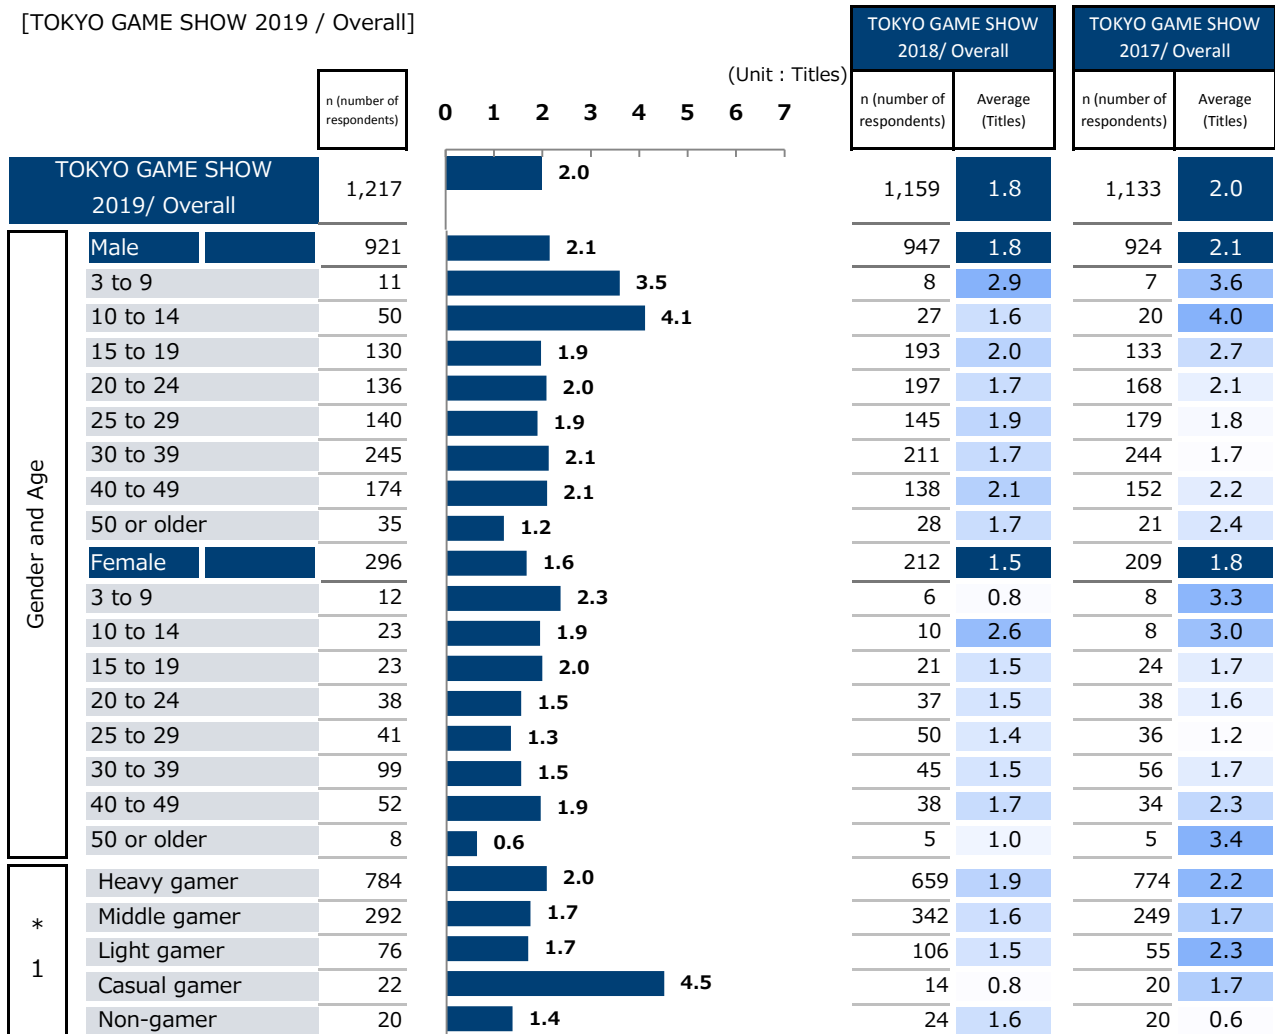 [TOKYO GAME SHOW 2019 / Overall]
TOKYO GAME SHOW 2018/ Overall
TOKYO GAME SHOW 2017/ Overall
(Unit : Titles)
n (number of respondents)
0 1 2 3 4 5 6 7
n (number of respondents) Average (Titles)
n (number of respondents) Average (Titles)
TOKYO GAME SHOW 2019/ Overall 1,217 2.0 1,159 1.8 1,133 2.0
Gender and Age
Male 921 2.1 947 1.8 924 2.1
3 to 9 11 3.5 8 2.9 7 3.6
10 to 14 50 4.1 27 1.6 20 4.0
15 to 19 130 1.9 193 2.0 133 2.7
20 to 24 136 2.0 197 1.7 168 2.1
25 to 29 140 1.9 145 1.9 179 1.8
30 to 39 245 2.1 211 1.7 244 1.7
40 to 49 174 2.1 138 2.1 152 2.2
50 or older 35 1.2 28 1.7 21 2.4
Female 296 1.6 212 1.5 209 1.8
3 to 9 12 2.3 6 0.8 8 3.3
10 to 14 23 1.9 10 2.6 8 3.0
15 to 19 23 2.0 21 1.5 24 1.7
20 to 24 38 1.5 37 1.5 38 1.6
25 to 29 41 1.3 50 1.4 36 1.2
30 to 39 99 1.5 45 1.5 56 1.7
40 to 49 52 1.9 38 1.7 34 2.3
50 or older 8 0.6 5 1.0 5 3.4
* 1
Heavy gamer 784 2.0 659 1.9 774 2.2
Middle gamer 292 1.7 342 1.6 249 1.7
Light gamer 76 1.7 106 1.5 55 2.3
Casual gamer 22 4.5 14 0.8 20 1.7
Non-gamer 20 1.4 24 1.6 20 0.6